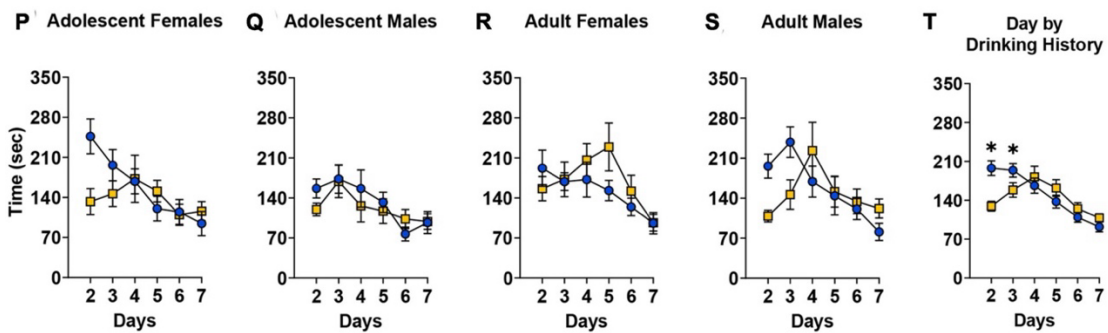 P Adolescent Females
Q Adolescent Males
R Adult Females
S Adult Males
T Day by
Drinking History
Time (sec)
350
280
210
140
70
0
2 3 4 5 6 7
Days
350
280
210
140
70
0
2 3 4 5 6 7
Days
350
280
210
140
70
0
2 3 4 5 6 7
Days
350
280
210
140
70
0
2 3 4 5 6 7
Days
350
280
210
140
70
0
* *
2 3 4 5 6 7
Days